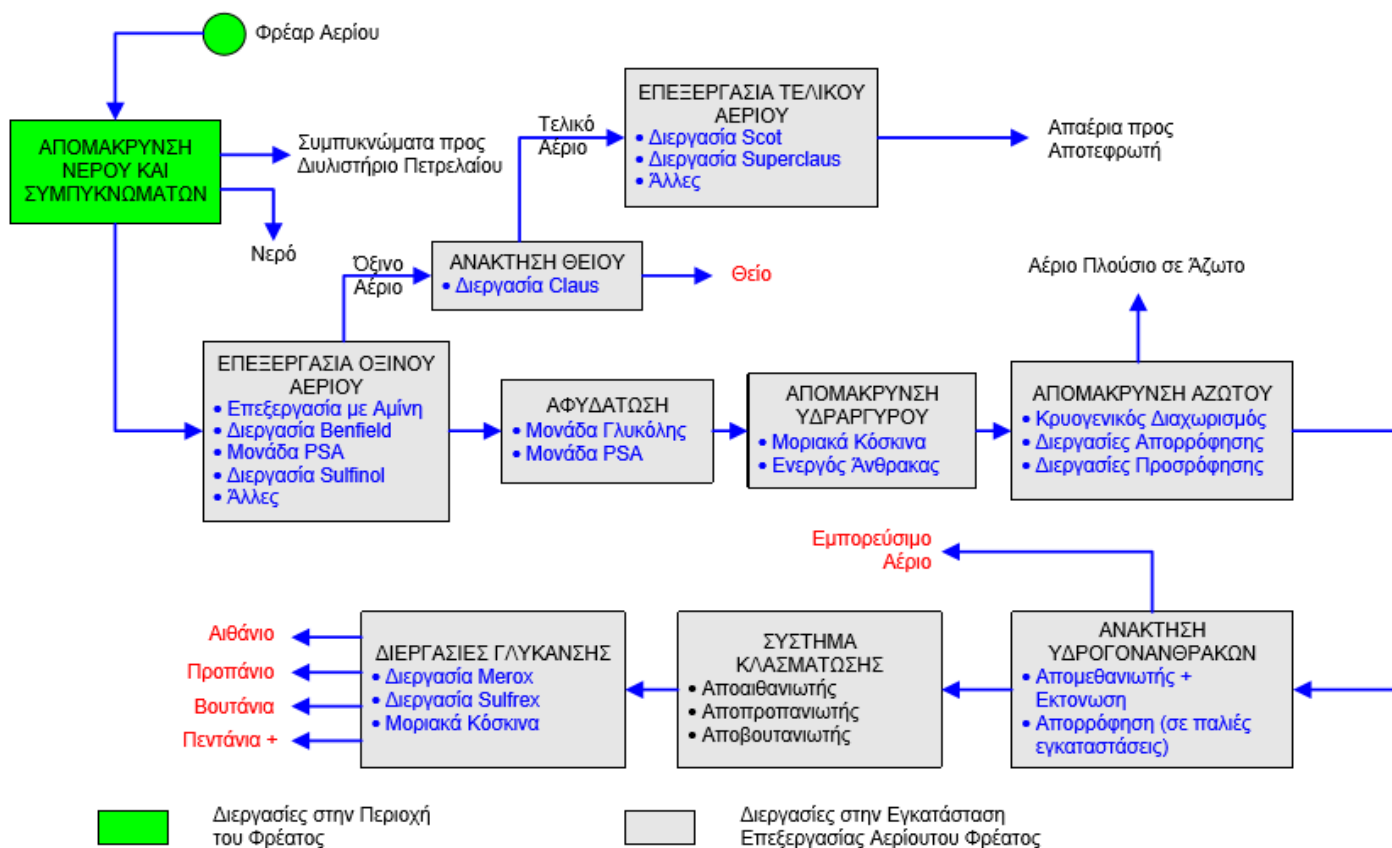 Φρέαρ Αερίου
ΑΠΟΜΑΚΡΥΝΣΗ
ΝΕΡΟΥ ΚΑΙ
ΣΥΜΠΥΚΝΩΜΑΤΩΝ
Συμπυκνώματα προς
Διυλιστήριο Πετρελαίου
Νερό
Τελικό
Αέριο
ΕΠΕΞΕΡΓΑΣΙΑ ΤΕΛΙΚΟΥ
ΑΕΡΙΟΥ
• Διεργασία Scot
• Διεργασία Superclaus
• Άλλες
Απαέρια προς
Αποτεφρωτή
Όξινο
Αέριο
ΑΝΑΚΤΗΣΗ ΘΕΙΟΥ
• Διεργασία Claus
Θείο
Αέριο Πλούσιο σε Άζωτο
ΕΠΕΞΕΡΓΑΣΙΑ ΟΞΙΝΟΥ
ΑΕΡΙΟΥ
• Επεξεργασία με Αμίνη
• Διεργασία Benfield
• Μονάδα PSA
• Διεργασία Sulfinol
• Άλλες
ΑΦΥΔΑΤΩΣΗ
• Μονάδα Γλυκόλης
• Μονάδα PSA
ΑΠΟΜΑΚΡΥΝΣΗ
ΥΔΡΑΡΓΥΡΟΥ
• Μοριακά Κόσκινα
• Ενεργός Άνθρακας
ΑΠΟΜΑΚΡΥΝΣΗ ΑΖΩΤΟΥ
• Κρυογενικός Διαχωρισμός
• Διεργασίες Απορρόφησης
• Διεργασίες Προσρόφησης
Εμπορεύσιμο
Αέριο
Αιθάνιο
Προπάνιο
Βουτάνια
Πεντάνια +
ΔΙΕΡΓΑΣΙΕΣ ΓΛΥΚΑΝΣΗΣ
• Διεργασία Merox
• Διεργασία Sulfrex
• Μοριακά Κόσκινα
ΣΥΣΤΗΜΑ
ΚΛΑΣΜΑΤΩΣΗΣ
• Αποαιθανιωτής
• Αποπροπανιωτής
• Αποβουτανιωτής
ΑΝΑΚΤΗΣΗ
ΥΔΡΟΓΟΝΑΝΘΡΑΚΩΝ
• Απομεθανιωτής +
Εκτονωση
• Απορρόφηση (σε παλιές
εγκαταστάσεις)
Διεργασίες στην Περιοχή
του Φρέατος
Διεργασίες στην Εγκατάσταση
Επεξεργασίας Αερίουτου Φρέατος